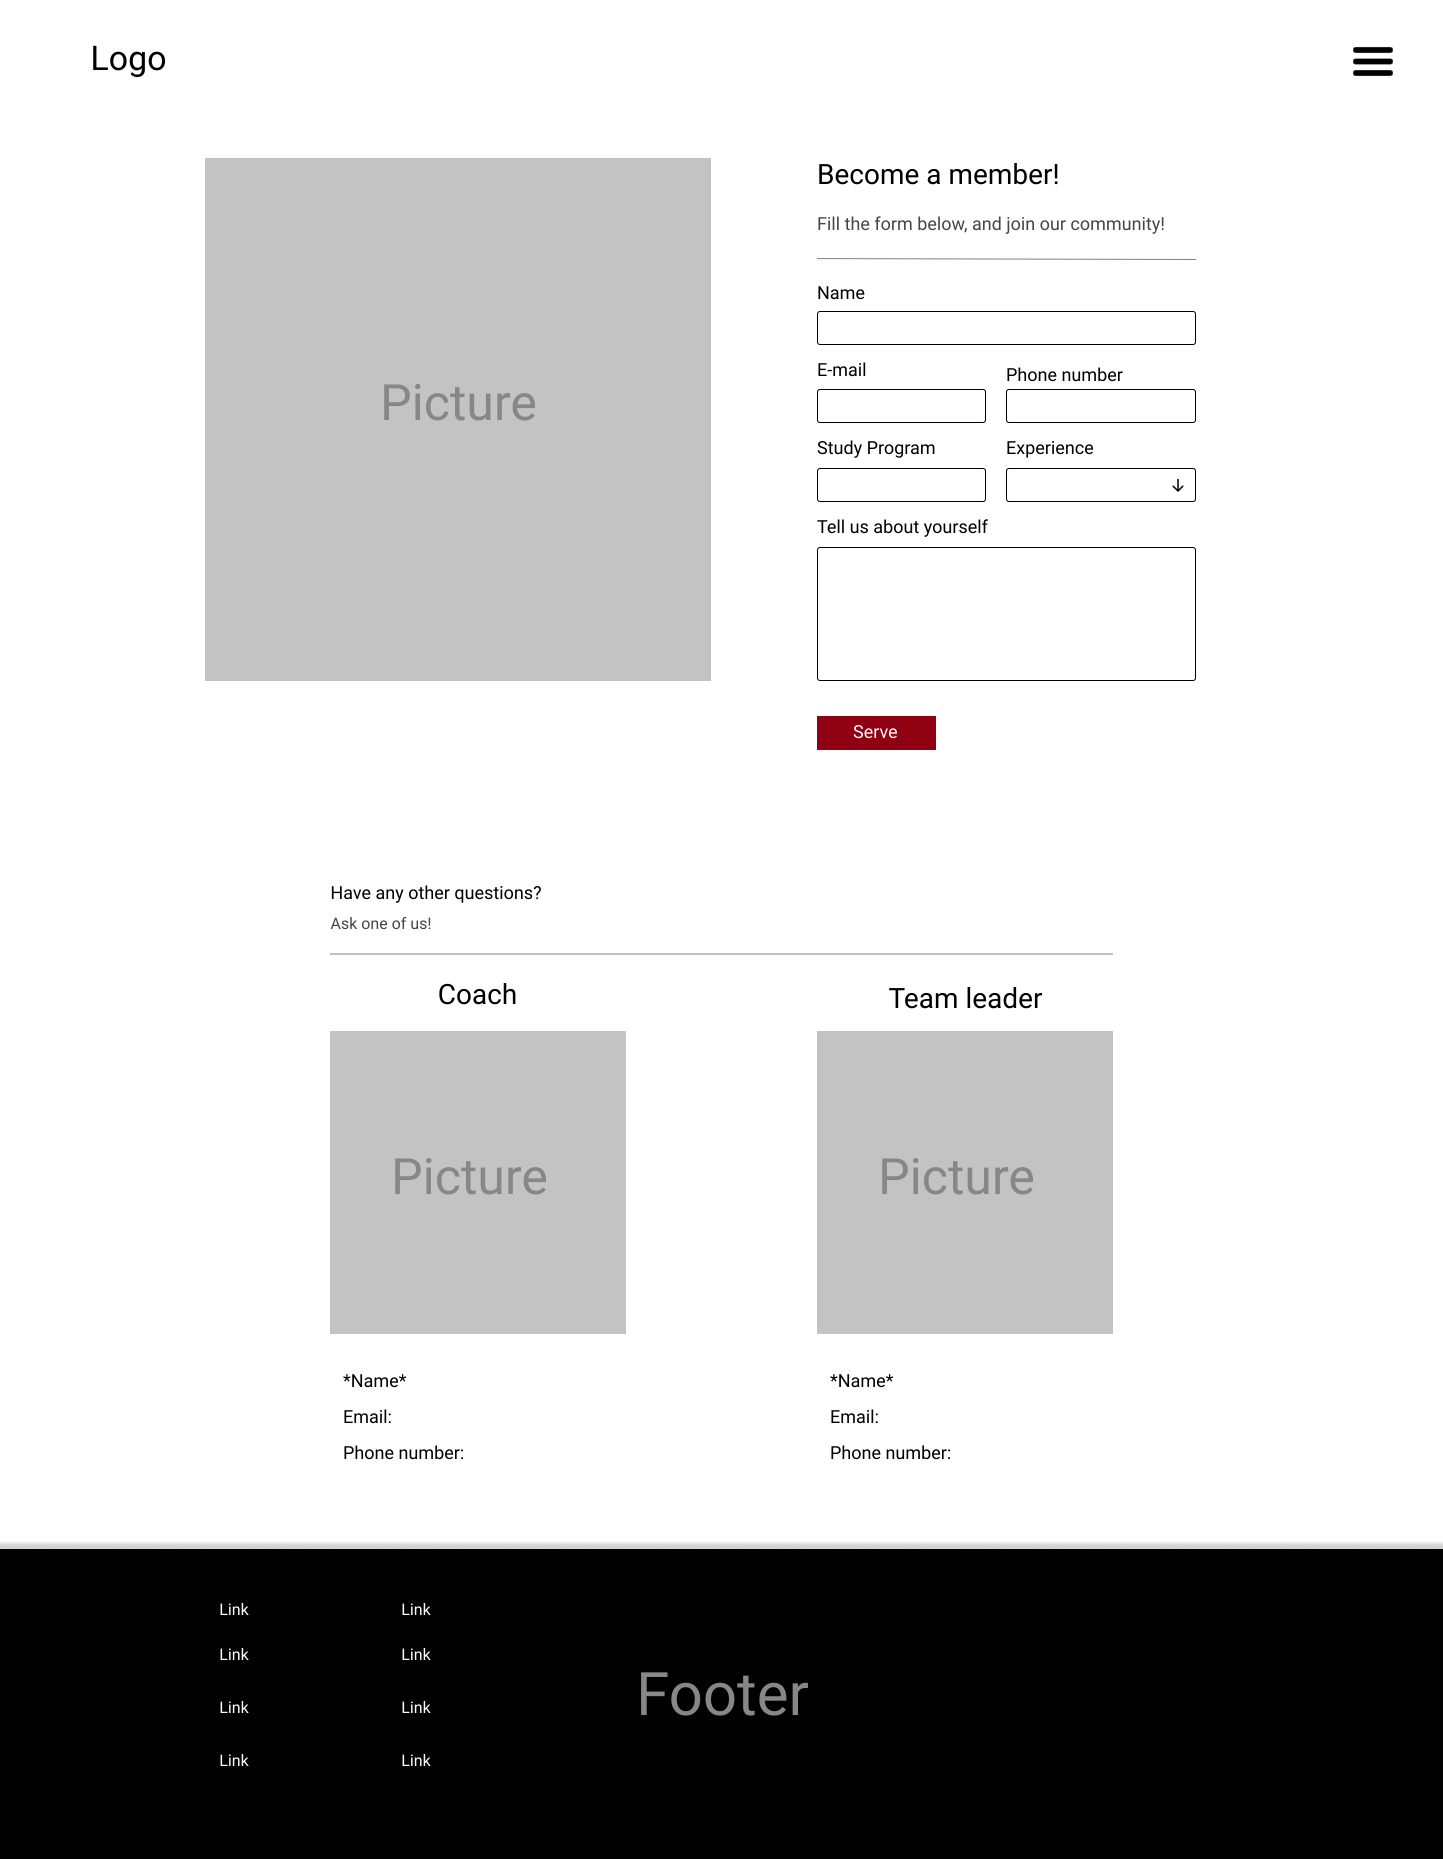 Logo
Picture
Become a member!
Fill the form below, and join our community!
Name
E-mail
Phone number
Study Program
Experience
Tell us about yourself
Serve
Have any other questions?
Ask one of us!
Coach
Picture
*Name*
Email:
Phone number:
Team leader
Picture
*Name*
Email:
Phone number:
Link
Link
Link
Link
Link
Link
Link
Link
Footer